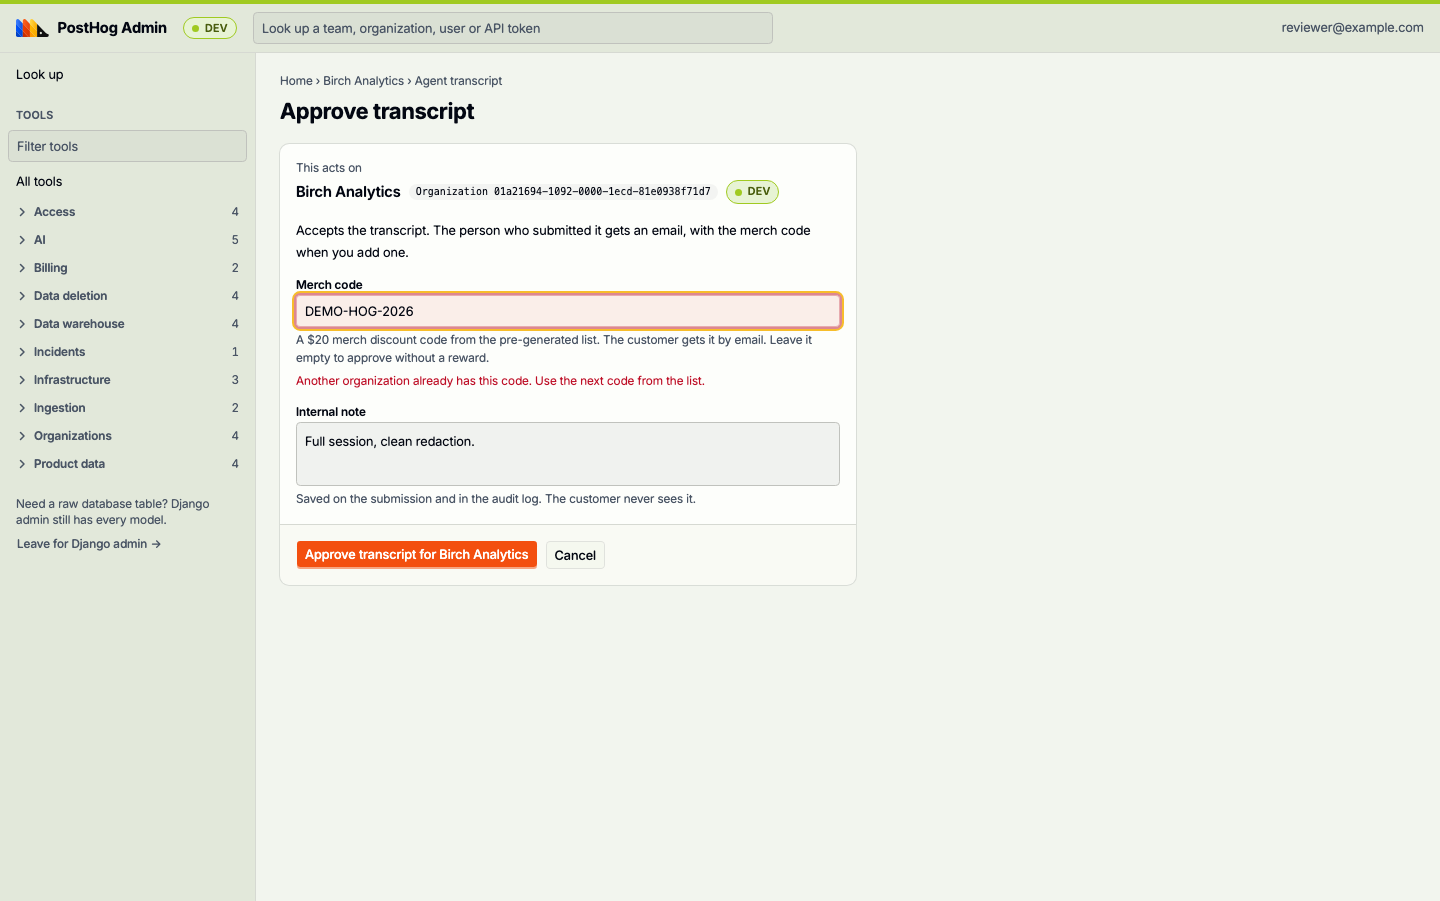 PostHog Admin
DEV
Look up a team, organization, user or API token
reviewer@example.com
Look up
TOOLS
Filter tools
All tools
Access 4
AI 5
Billing 2
Data deletion 4
Data warehouse 4
Incidents 1
Infrastructure 3
Ingestion 2
Organizations 4
Product data 4
Need a raw database table? Django
admin still has every model.
Leave for Django admin →
Home › Birch Analytics › Agent transcript
Approve transcript
This acts on
Birch Analytics Organization 01a21694-1092-0000-1ecd-81e0938f71d7 DEV
Accepts the transcript. The person who submitted it gets an email, with the merch code
when you add one.
Merch code
DEMO-HOG-2026
A $20 merch discount code from the pre-generated list. The customer gets it by email. Leave it
empty to approve without a reward.
Another organization already has this code. Use the next code from the list.
Internal note
Full session, clean redaction.
Saved on the submission and in the audit log. The customer never sees it.
Approve transcript for Birch Analytics
Cancel